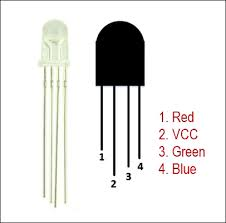 1
2
3
4
1. Red
2. VCC
3. Green
4. Blue